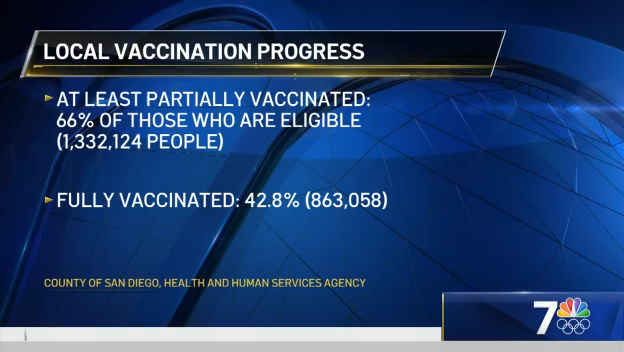 LOCAL VACCINATION PROGRESS
AT LEAST PARTIALLY VACCINATED:
66% OF THOSE WHO ARE ELIGIBLE
(1,332,124 PEOPLE)
FULLY VACCINATED: 42.8% (863,058)
COUNTY OF SAN DIEGO, HEALTH AND HUMAN SERVICES AGENCY
7